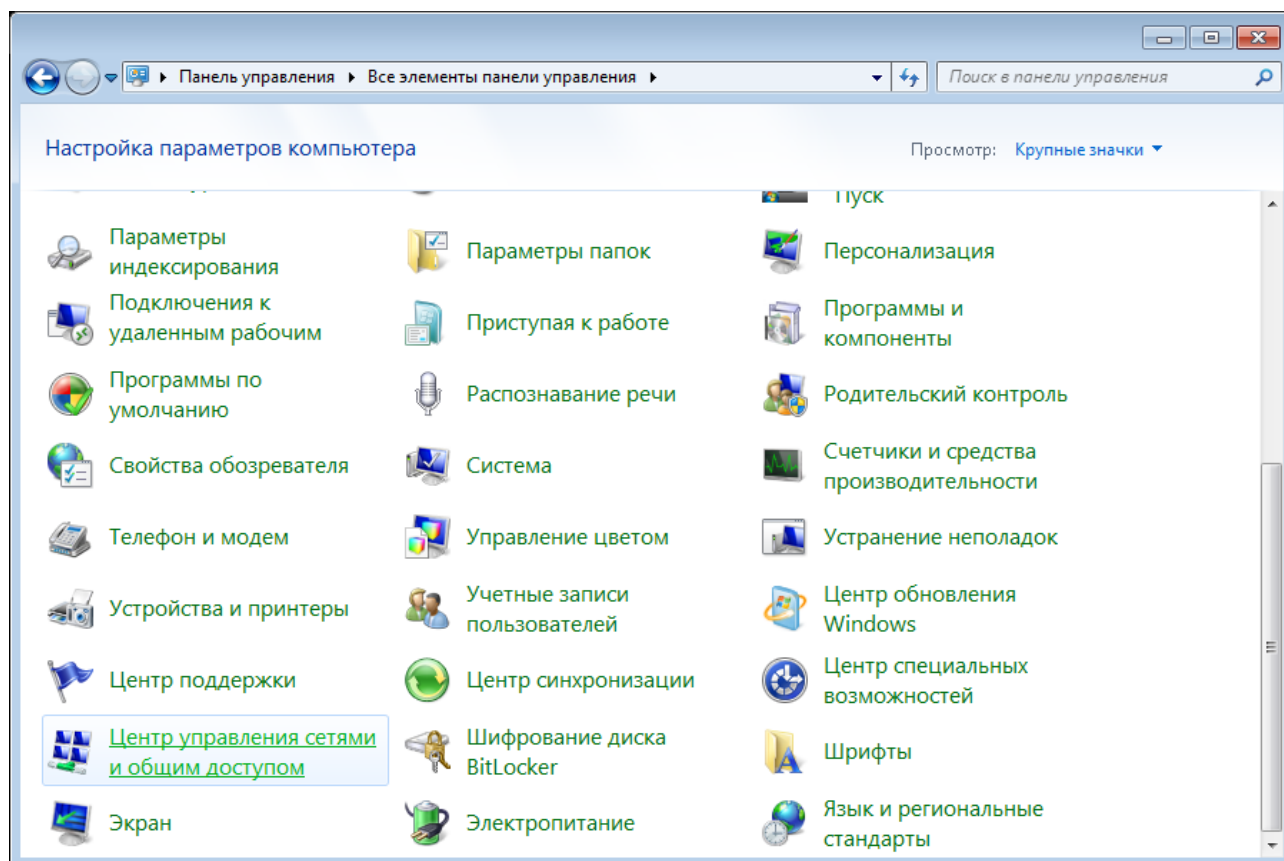 Панель управления ▸ Все элементы панели управления ▸
Поиск в панели управления
Настройка параметров компьютера
Просмотр: Крупные значки
Пуск
Параметры
индексирования
Параметры папок
Персонализация
Подключения к
удаленным рабочим
Приступая к работе
Программы и
компоненты
Программы по
умолчанию
Распознавание речи
Родительский контроль
Свойства обозревателя
Система
Счетчики и средства
производительности
Телефон и модем
Управление цветом
Устранение неполадок
Устройства и принтеры
Учетные записи
пользователей
Центр обновления
Windows
Центр поддержки
Центр синхронизации
Центр специальных
возможностей
Центр управления сетями
и общим доступом
Шифрование диска
BitLocker
Шрифты
Экран
Электропитание
Язык и региональные
стандарты